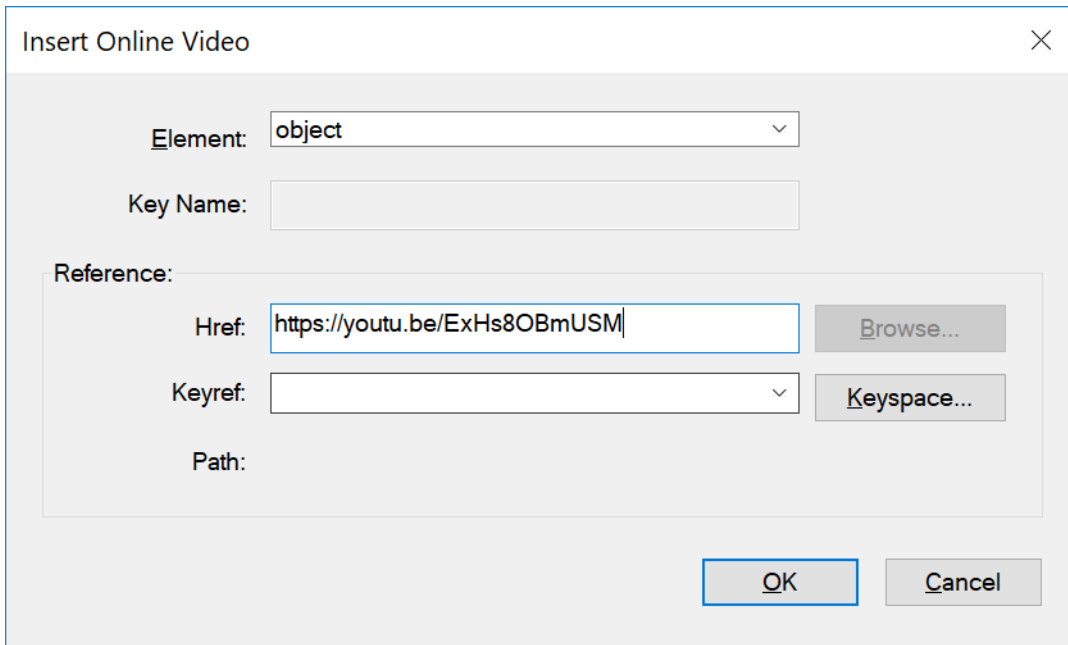 Insert Online Video
Element: object
Key Name:
Reference:
Href: https://youtu.be/ExHs8OBmUSM Browse...
Keyref: Keyspace...
Path:
OK Cancel